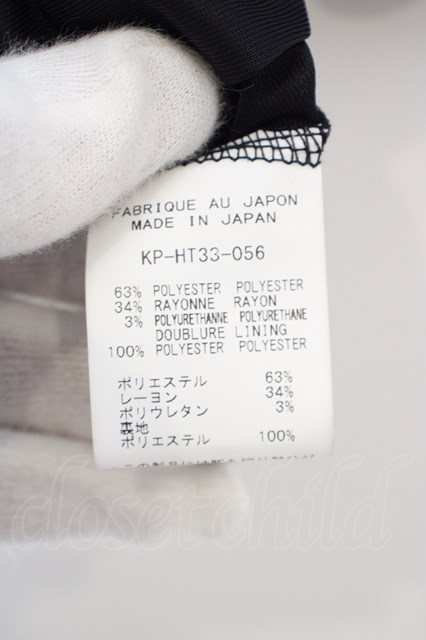 FABRIQUE AU JAPON
MADE IN JAPAN
KP-HT33-056
63% POLYESTER POLYESTER
34% RAYONNE RAYON
3% POLYURETHANNE POLYURETHANE
DOUBLURE LINING
100% POLYESTER POLYESTER
ポリエステル 63%
レーヨン 34%
ポリウレタン 3%
裏地
ポリエステル 100%
closetchild